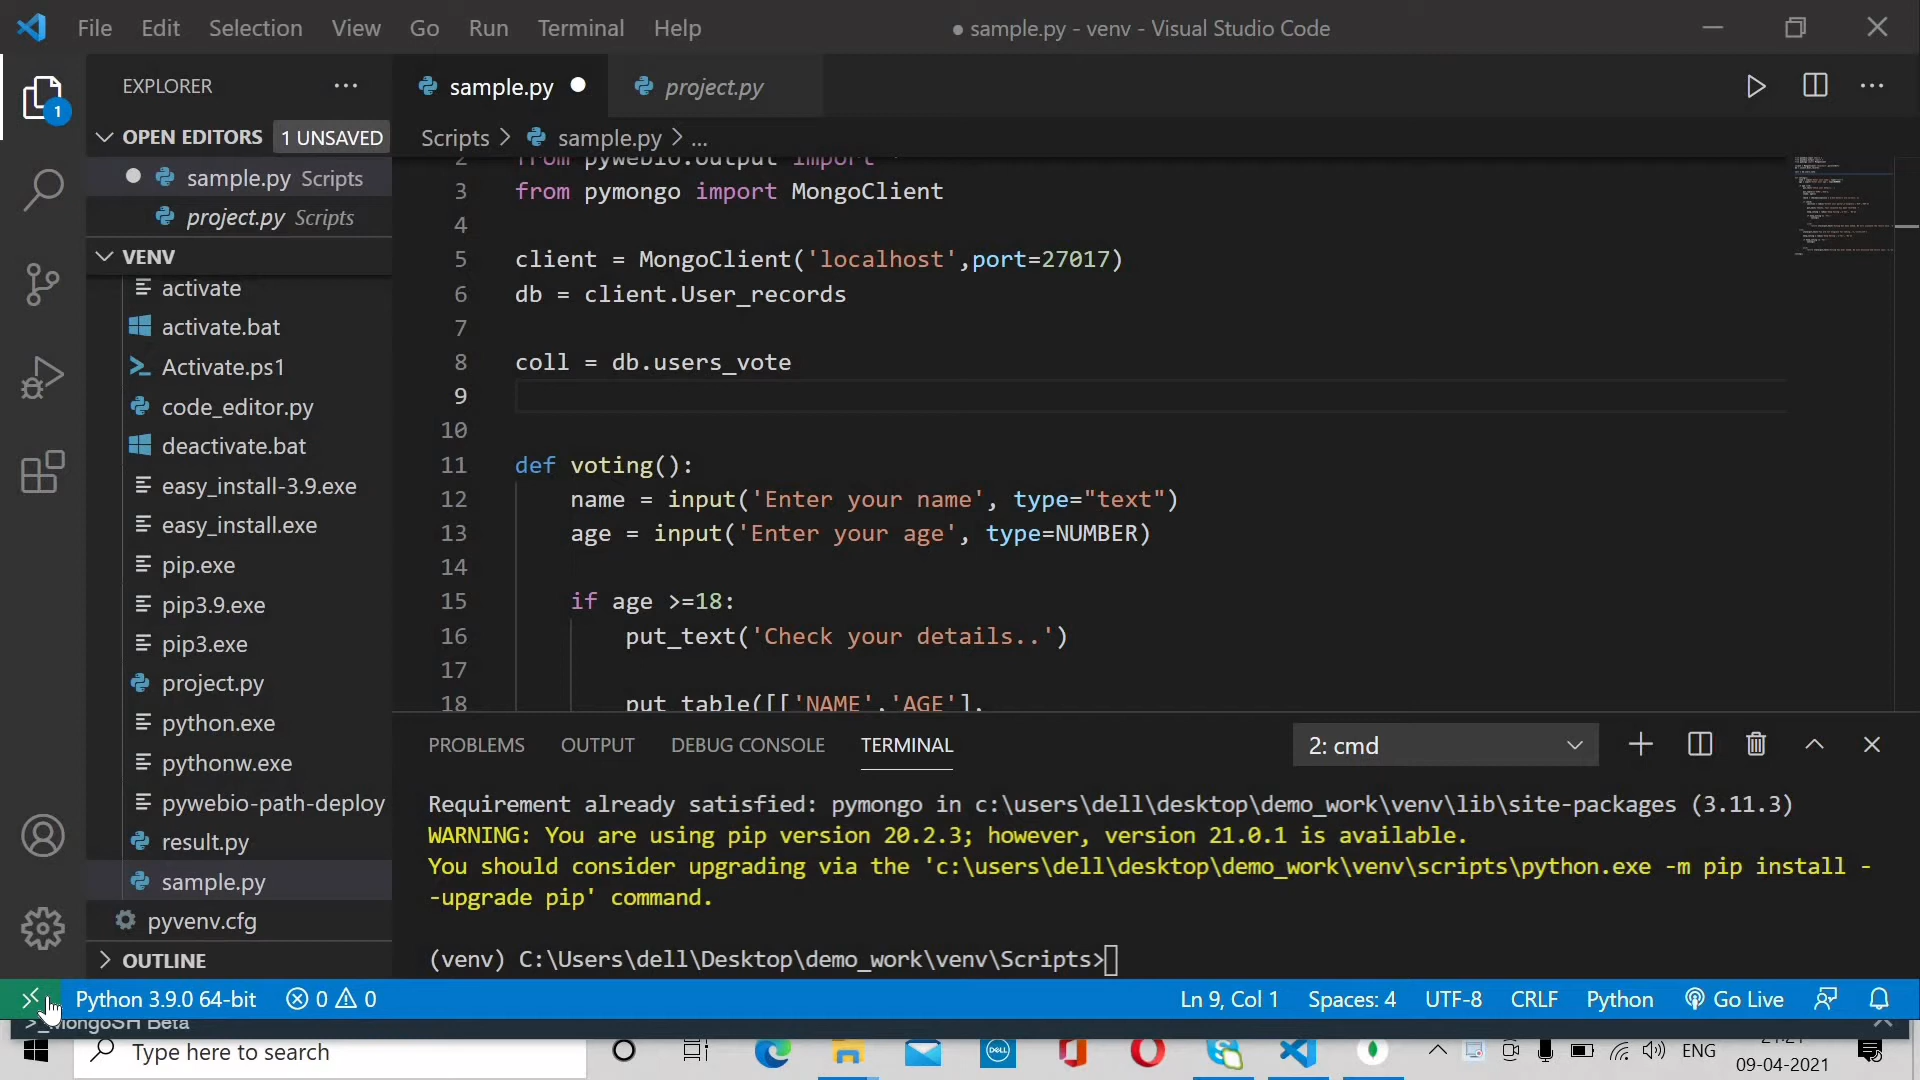 File Edit Selection View Go Run Terminal Help
● sample.py - venv - Visual Studio Code
EXPLORER
sample.py
project.py
1
OPEN EDITORS 1 UNSAVED
Scripts > sample.py > ...
sample.py Scripts
project.py Scripts
VENV
activate
activate.bat
Activate.ps1
code_editor.py
deactivate.bat
easy_install-3.9.exe
easy_install.exe
pip.exe
pip3.9.exe
pip3.exe
project.py
python.exe
pythonw.exe
pywebio-path-deploy
result.py
sample.py
pyvenv.cfg
OUTLINE
2 from pywebio.output import *
3 from pymongo import MongoClient
4
5 client = MongoClient('localhost',port=27017)
6 db = client.User_records
7
8 coll = db.users_vote
9
10
11 def voting():
12 name = input('Enter your name', type="text")
13 age = input('Enter your age', type=NUMBER)
14
15 if age >=18:
16 put_text('Check your details..')
17
18 put_table([['NAME','AGE'],
PROBLEMS OUTPUT DEBUG CONSOLE TERMINAL
2: cmd
Requirement already satisfied: pymongo in c:\users\dell\desktop\demo_work\venv\lib\site-packages (3.11.3)
WARNING: You are using pip version 20.2.3; however, version 21.0.1 is available.
You should consider upgrading via the 'c:\users\dell\desktop\demo_work\venv\scripts\python.exe -m pip install -
-upgrade pip' command.
(venv) C:\Users\dell\Desktop\demo_work\venv\Scripts>
Python 3.9.0 64-bit 0 0
Ln 9, Col 1 Spaces: 4 UTF-8 CRLF Python Go Live
>_MongoSH Beta
Type here to search
DELL
ENG
09-04-2021